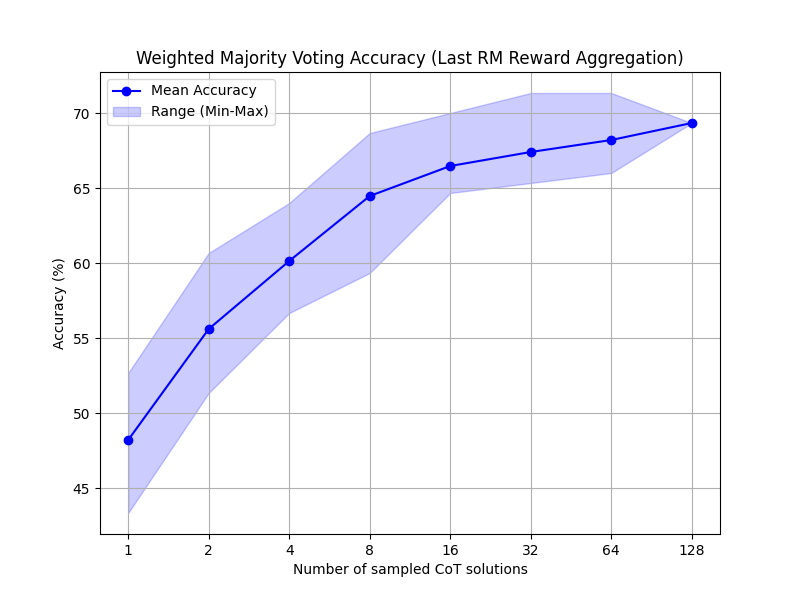 Weighted Majority Voting Accuracy (Last RM Reward Aggregation)
Mean Accuracy
Range (Min-Max)
Accuracy (%)
70
65
60
55
50
45
1 2 4 8 16 32 64 128
Number of sampled CoT solutions